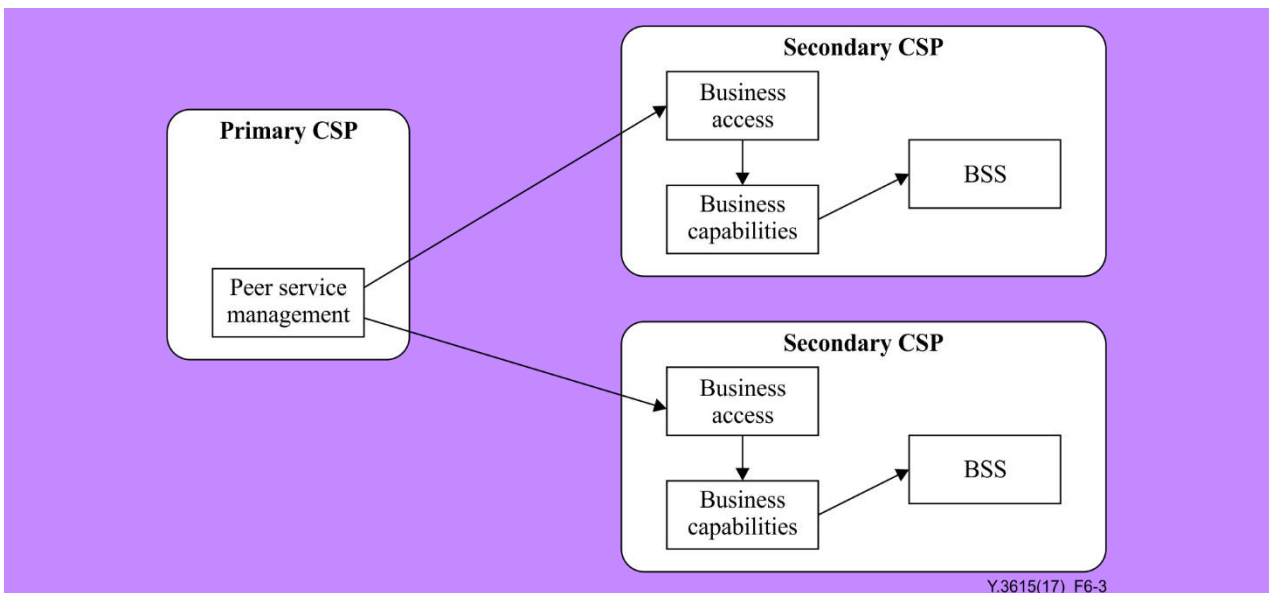 Primary CSP
Peer service
management
Secondary CSP
Business
access
Business
capabilities
BSS
Secondary CSP
Business
access
Business
capabilities
BSS
Y.3615(17)_F6-3